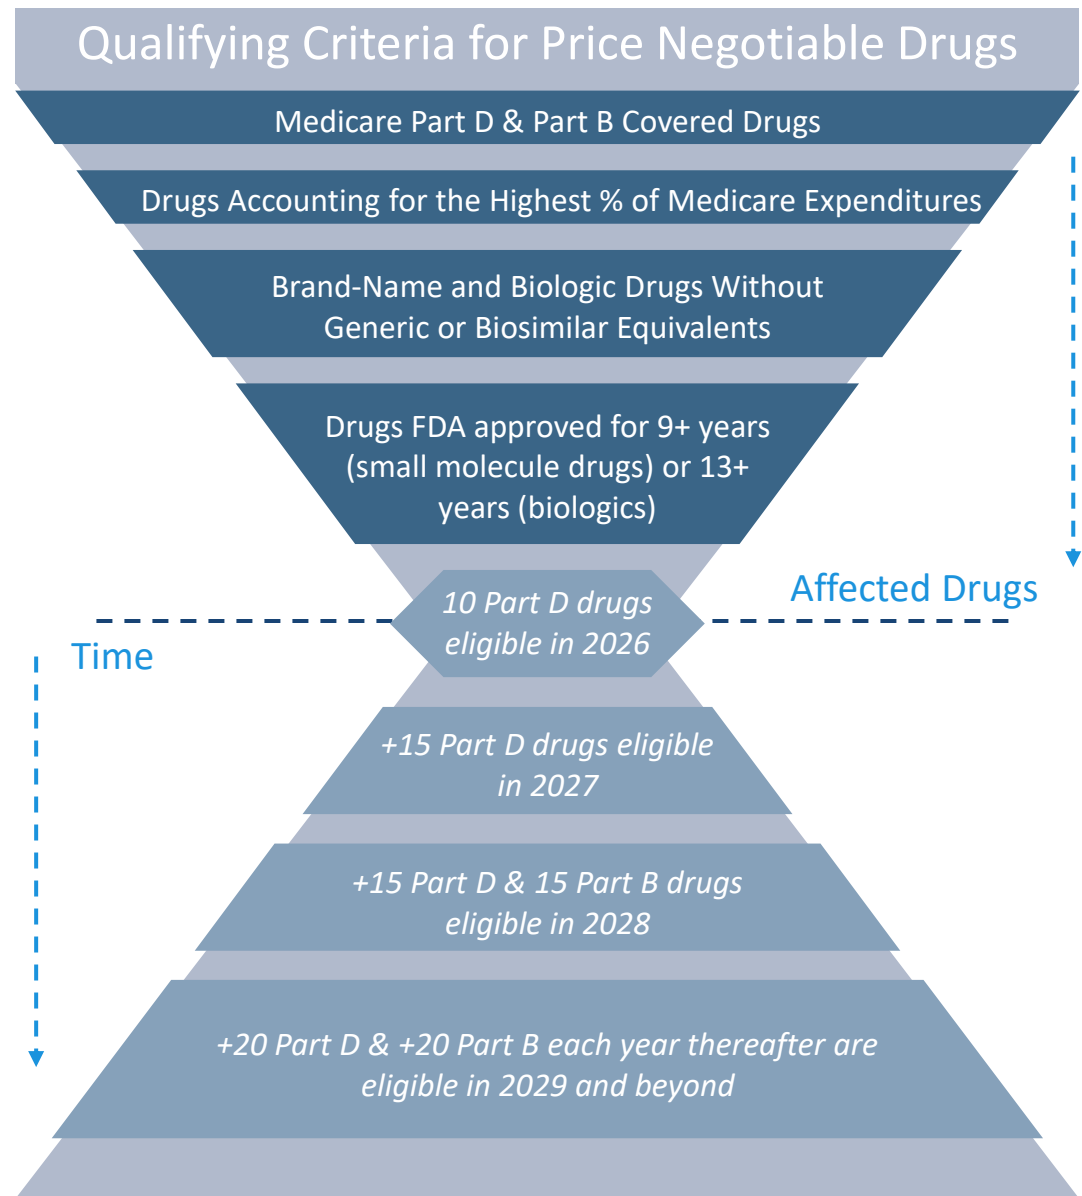 Qualifying Criteria for Price Negotiable Drugs
Medicare Part D & Part B Covered Drugs
Drugs Accounting for the Highest % of Medicare Expenditures
Brand-Name and Biologic Drugs Without
Generic or Biosimilar Equivalents
Drugs FDA approved for 9+ years
(small molecule drugs) or 13+
years (biologics)
Affected Drugs
10 Part D drugs
eligible in 2026
Time
+15 Part D drugs eligible
in 2027
+15 Part D & 15 Part B drugs
eligible in 2028
+20 Part D & +20 Part B each year thereafter are
eligible in 2029 and beyond